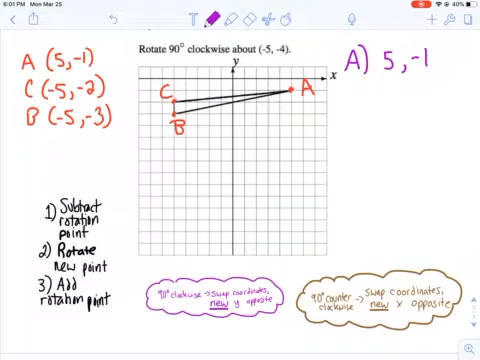 6:01 PM Mon Mar 25
40%
Rotate 90° clockwise about (-5, -4).
A (5,-1)
C (-5,-2)
B (-5,-3)
y
x
C
A
B
A) 5, -1
1) Subtract
rotation
point
2) Rotate
new point
3) Add
rotation point
90° clockwise → swap coordinates,
new y opposite
90° counter clockwise → swap coordinates,
new x opposite